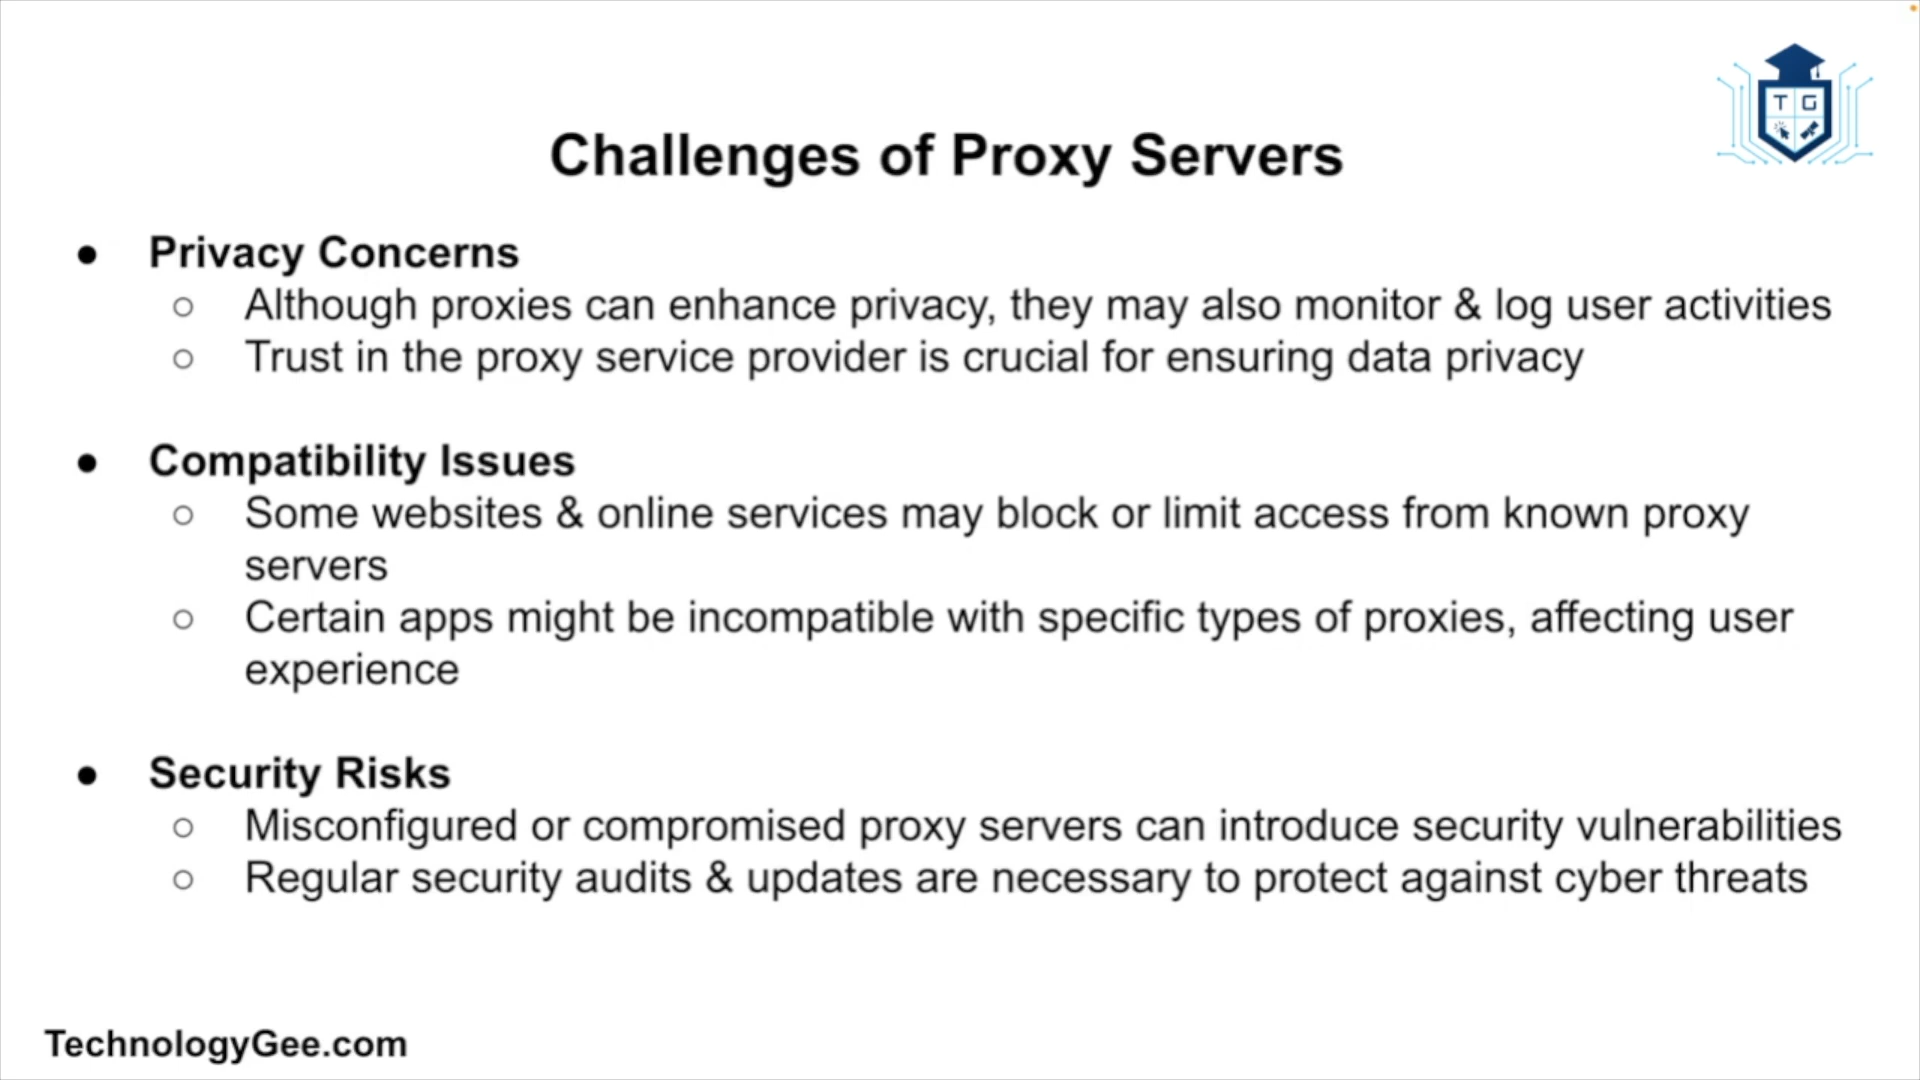 T G
Challenges of Proxy Servers
● Privacy Concerns
○ Although proxies can enhance privacy, they may also monitor & log user activities
○ Trust in the proxy service provider is crucial for ensuring data privacy
● Compatibility Issues
○ Some websites & online services may block or limit access from known proxy
servers
○ Certain apps might be incompatible with specific types of proxies, affecting user
experience
● Security Risks
○ Misconfigured or compromised proxy servers can introduce security vulnerabilities
○ Regular security audits & updates are necessary to protect against cyber threats
TechnologyGee.com